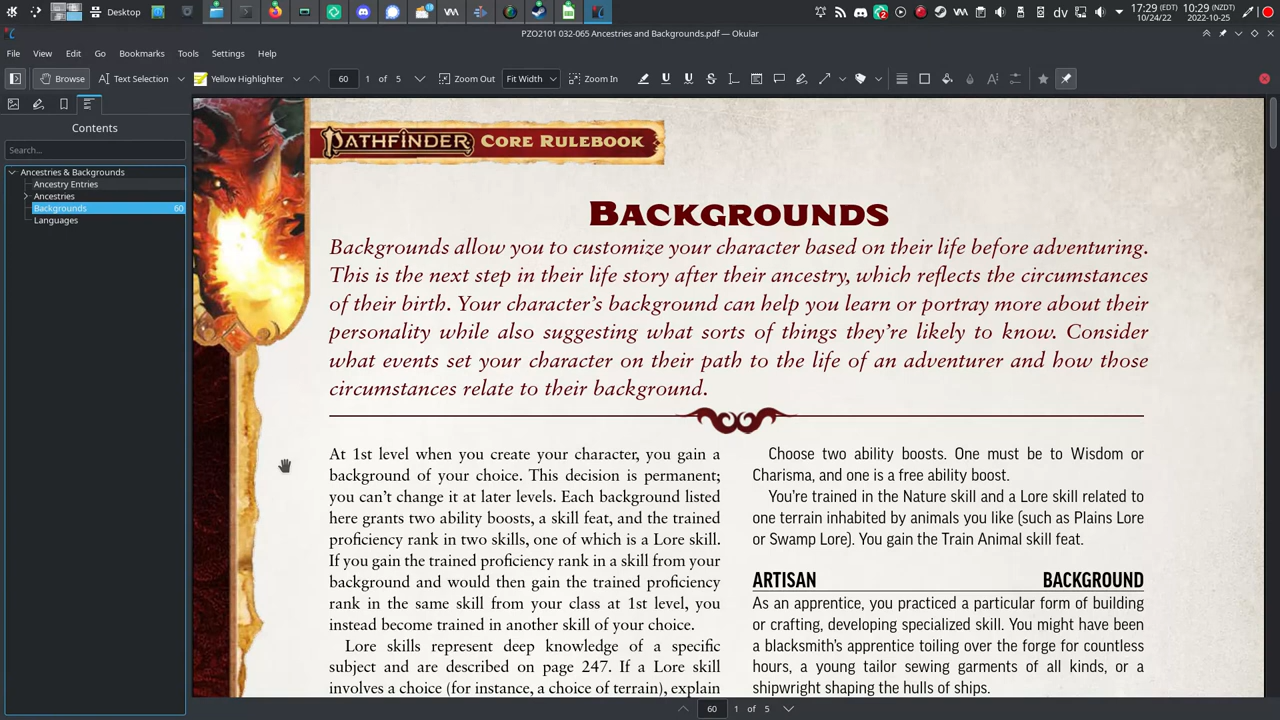 Desktop
2
dv
17:29 (EDT)
10/24/22
10:29 (NZDT)
2022-10-25
PZO2101 032-065 Ancestries and Backgrounds.pdf — Okular
File View Edit Go Bookmarks Tools Settings Help
Browse Text Selection Yellow Highlighter 60 1 of 5 Zoom Out Fit Width Zoom In
Contents
Search...
Ancestries & Backgrounds
Ancestry Entries
Ancestries
Backgrounds 60
Languages
PATHFINDER CORE RULEBOOK
BACKGROUNDS
Backgrounds allow you to customize your character based on their life before adventuring.
This is the next step in their life story after their ancestry, which reflects the circumstances
of their birth. Your character's background can help you learn or portray more about their
personality while also suggesting what sorts of things they're likely to know. Consider
what events set your character on their path to the life of an adventurer and how those
circumstances relate to their background.
At 1st level when you create your character, you gain a
background of your choice. This decision is permanent;
you can't change it at later levels. Each background listed
here grants two ability boosts, a skill feat, and the trained
proficiency rank in two skills, one of which is a Lore skill.
If you gain the trained proficiency rank in a skill from your
background and would then gain the trained proficiency
rank in the same skill from your class at 1st level, you
instead become trained in another skill of your choice.
Lore skills represent deep knowledge of a specific
subject and are described on page 247. If a Lore skill
involves a choice (for instance, a choice of terrain), explain
Choose two ability boosts. One must be to Wisdom or
Charisma, and one is a free ability boost.
You're trained in the Nature skill and a Lore skill related to
one terrain inhabited by animals you like (such as Plains Lore
or Swamp Lore). You gain the Train Animal skill feat.
ARTISAN BACKGROUND
As an apprentice, you practiced a particular form of building
or crafting, developing specialized skill. You might have been
a blacksmith's apprentice toiling over the forge for countless
hours, a young tailor sewing garments of all kinds, or a
shipwright shaping the hulls of ships.
60 1 of 5